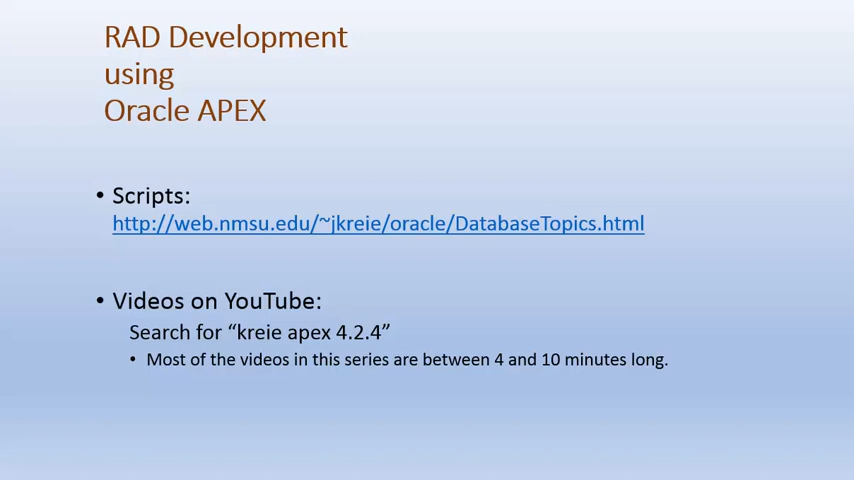 RAD Development
using
Oracle APEX
• Scripts:
http://web.nmsu.edu/~jkreie/oracle/DatabaseTopics.html
• Videos on YouTube:
Search for “kreie apex 4.2.4”
• Most of the videos in this series are between 4 and 10 minutes long.